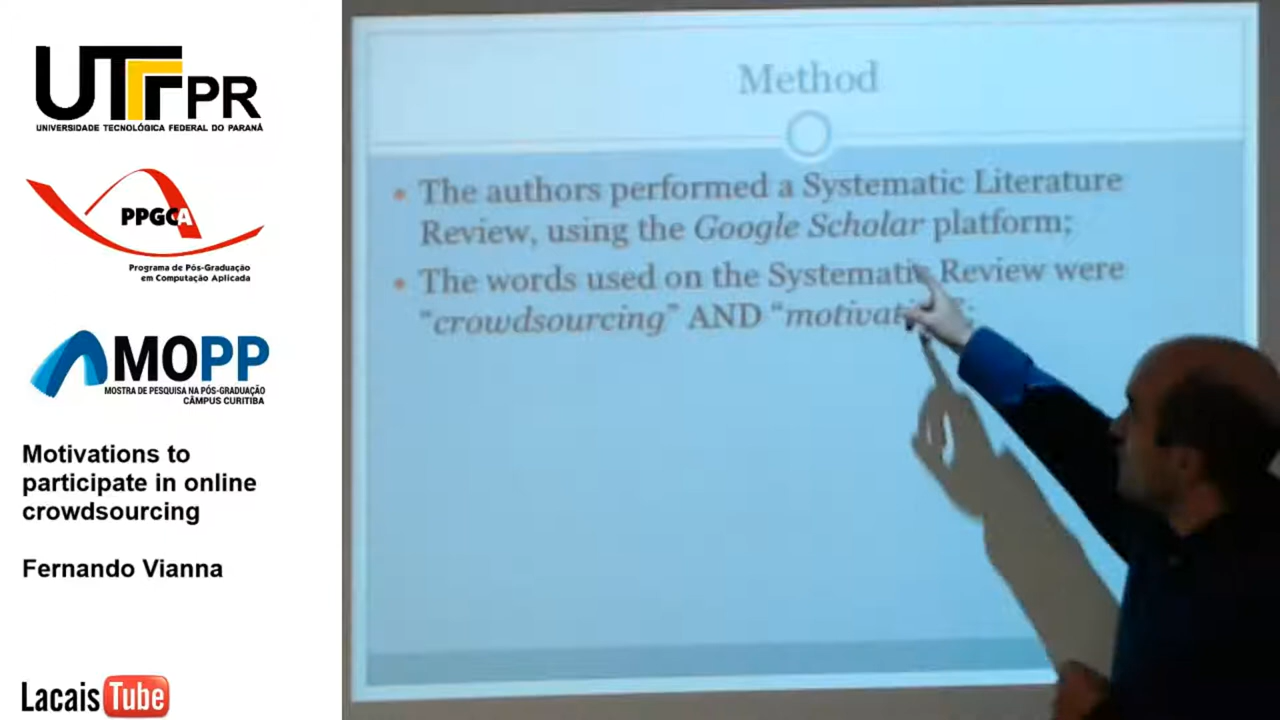 UTFPR
UNIVERSIDADE TECNOLÓGICA FEDERAL DO PARANÁ
PPGCA
Programa de Pós-Graduação
em Computação Aplicada
MOPP
MOSTRA DE PESQUISA NA PÓS-GRADUAÇÃO
CÂMPUS CURITIBA
Motivations to
participate in online
crowdsourcing
Fernando Vianna
LacaisTube
Method
• The authors performed a Systematic Literature
Review, using the Google Scholar platform;
• The words used on the Systematic Review were
“crowdsourcing” AND “